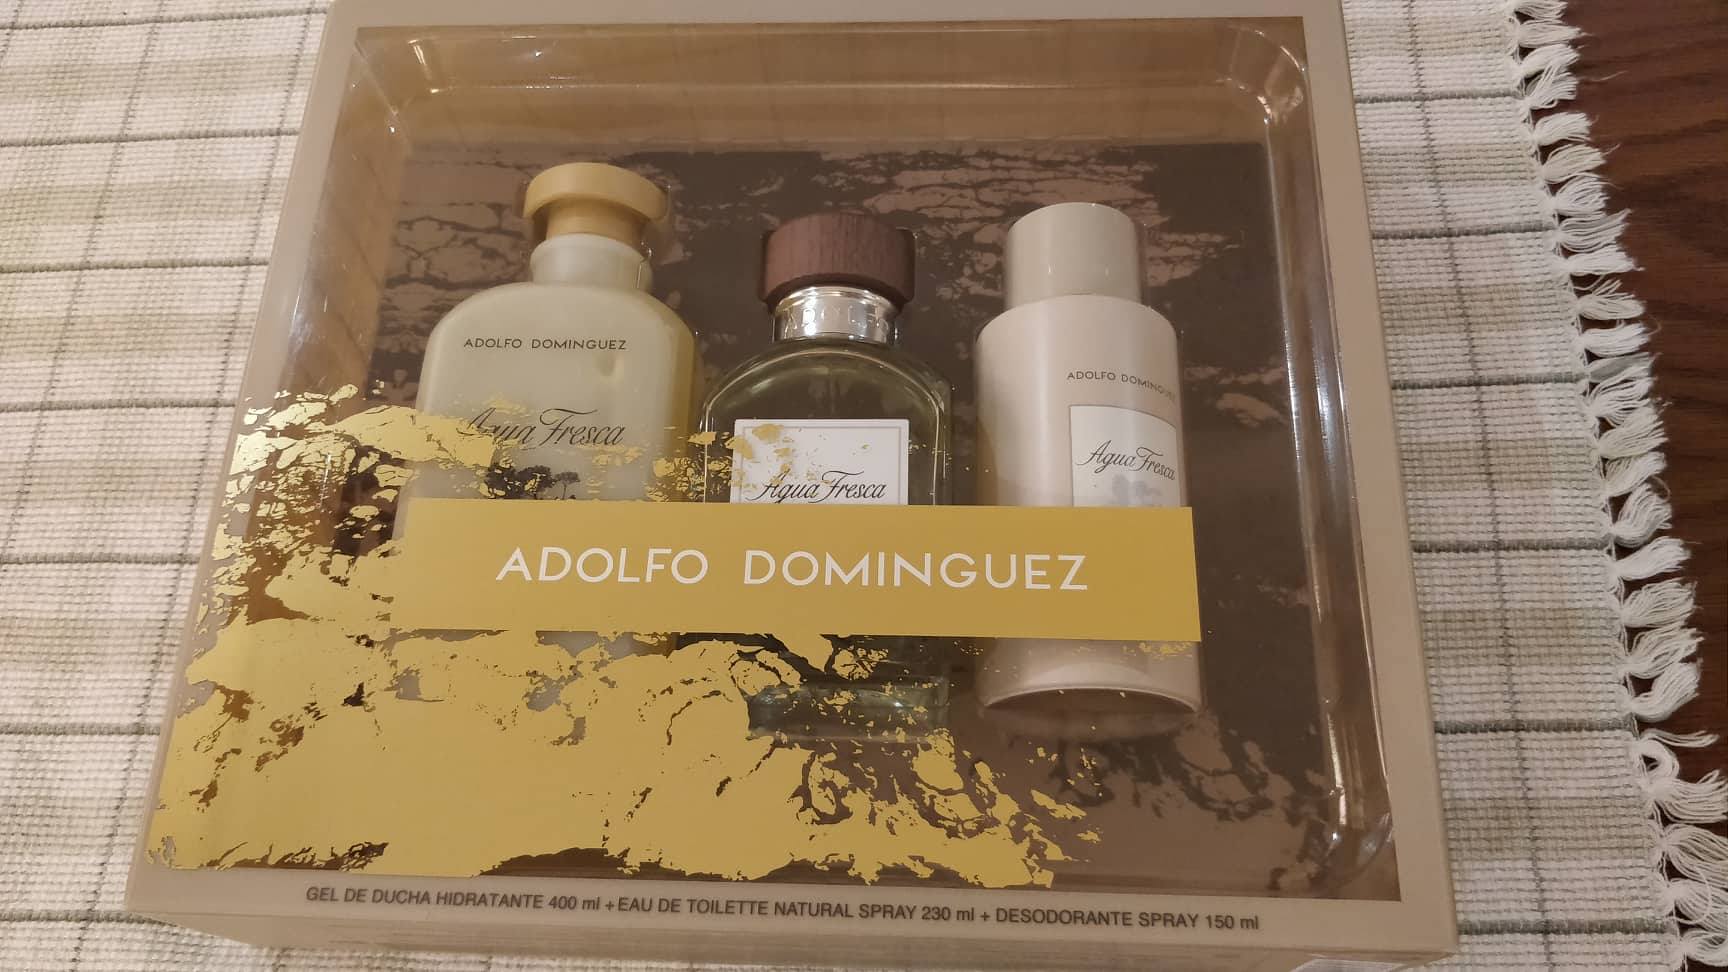 ADOLFO DOMINGUEZ
Agua Fresca
ADOLFO
Agua Fresca
ADOLFO DOMINGUEZ
Agua Fresca
ADOLFO DOMINGUEZ
GEL DE DUCHA HIDRATANTE 400 ml + EAU DE TOILETTE NATURAL SPRAY 230 ml + DESODORANTE SPRAY 150 ml